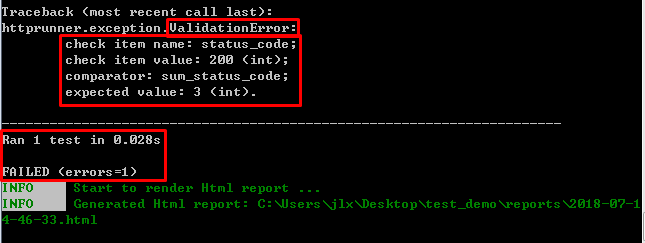 Traceback (most recent call last):
httprunner.exception.ValidationError:
check item name: status_code;
check item value: 200 (int);
comparator: sum_status_code;
expected value: 3 (int).
----------------------------------------------------------------------
Ran 1 test in 0.028s
FAILED (errors=1)
INFO Start to render Html report ...
INFO Generated Html report: C:\Users\jlx\Desktop\test_demo\reports\2018-07-1
4-46-33.html